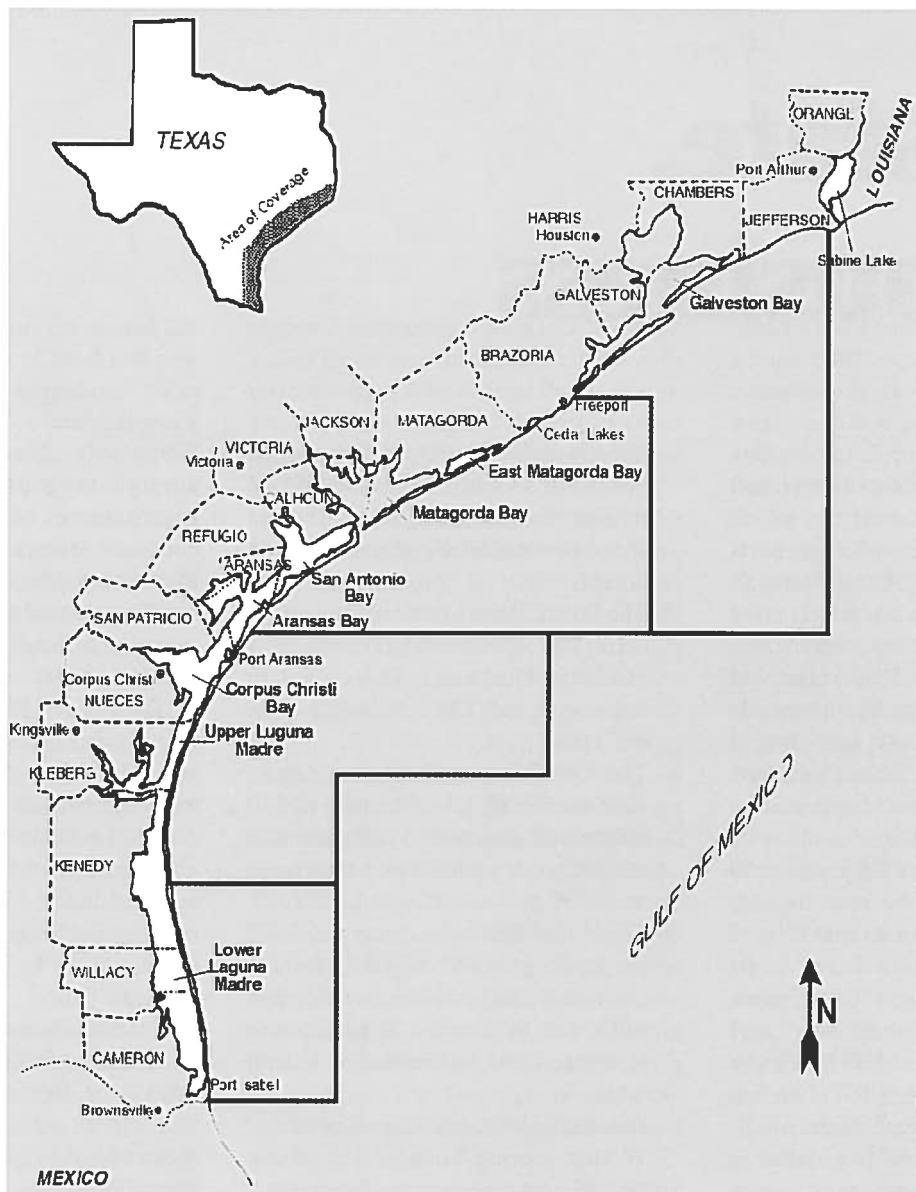 TEXAS
Area of Coverage
ORANGL
LOUISIANA
Port Arthur
CHAMBERS
JEFFERSON
HARRIS
Houston
Sabine Lake
GALVESTON
Galveston Bay
BRAZORIA
Freeport
JACKSON
MATAGORDA
Cedai Lakes
VICTCRIA
Victoria
East Matagorda Bay
CALHCUN
Matagorda Bay
REFUGIO
ARANSAS
San Antonio
Bay
SAN PATRICIO
Aransas Bay
Port Aransas
Corpus Christi
NUECES
Corpus Christi
Bay
Kingsville
Upper Luguna
Madre
KLEBERG
GULF OF MEXICO
KENEDY
Lower
Laguna
Madre
WILLACY
N
CAMERON
Port Isabel
Brownsville
MEXICO